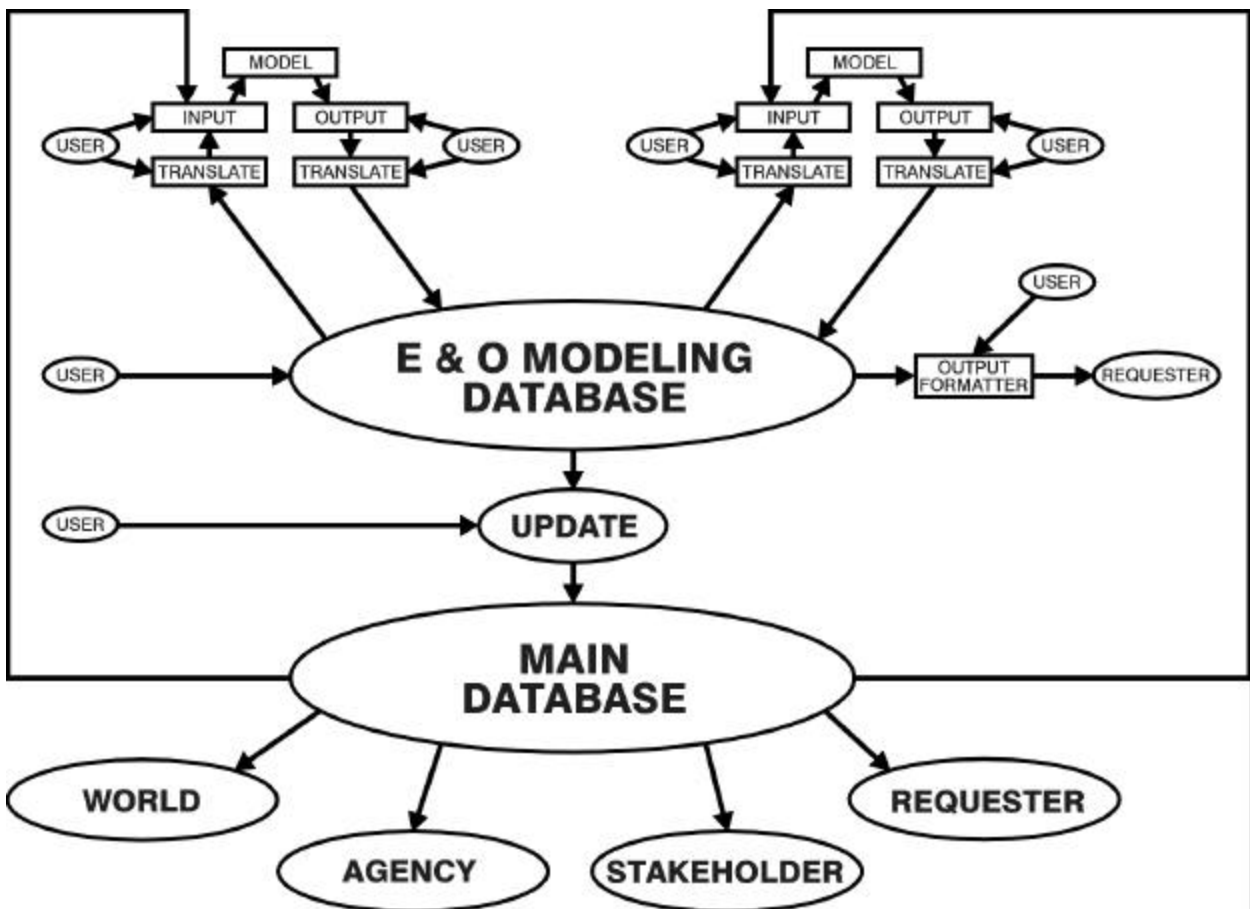 MODEL
MODEL
INPUT
OUTPUT
INPUT
OUTPUT
USER
USER
USER
USER
TRANSLATE
TRANSLATE
TRANSLATE
TRANSLATE
USER
E & O MODELING
DATABASE
USER
OUTPUT
FORMATTER
REQUESTER
USER
UPDATE
MAIN
DATABASE
WORLD
REQUESTER
AGENCY
STAKEHOLDER